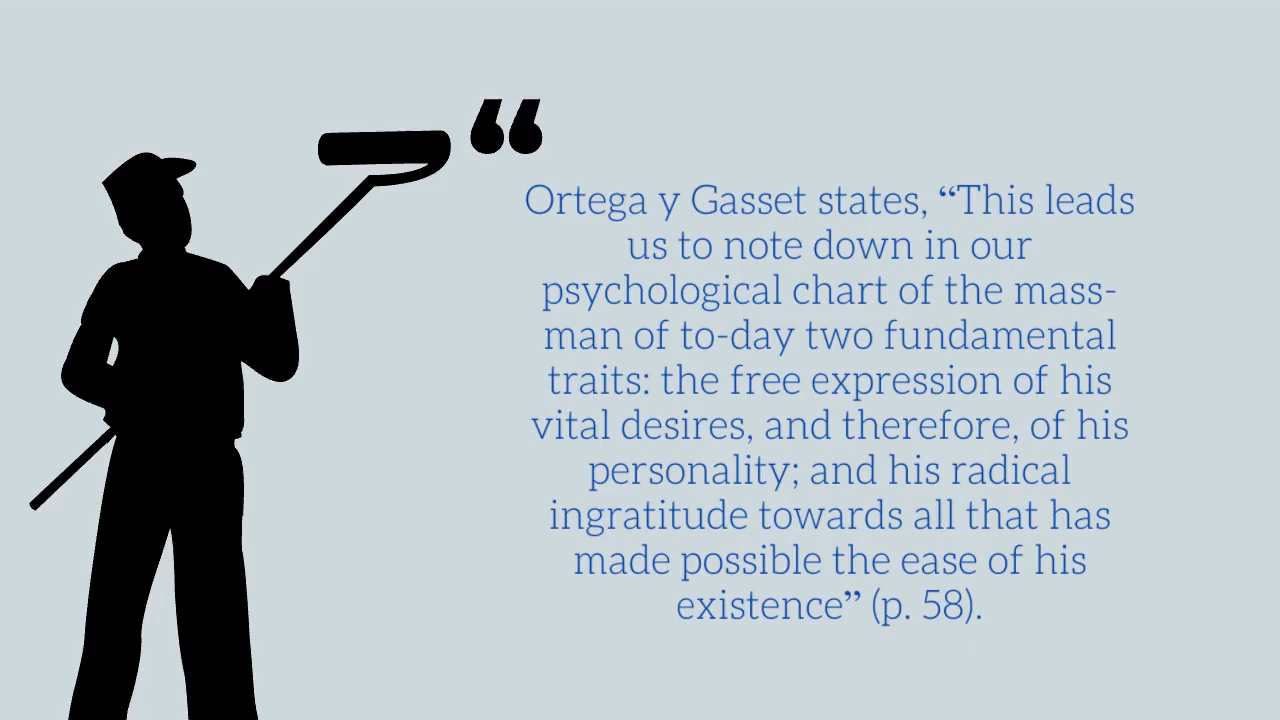 “
Ortega y Gasset states, “This leads
us to note down in our
psychological chart of the mass-
man of to-day two fundamental
traits: the free expression of his
vital desires, and therefore, of his
personality; and his radical
ingratitude towards all that has
made possible the ease of his
existence” (p. 58).